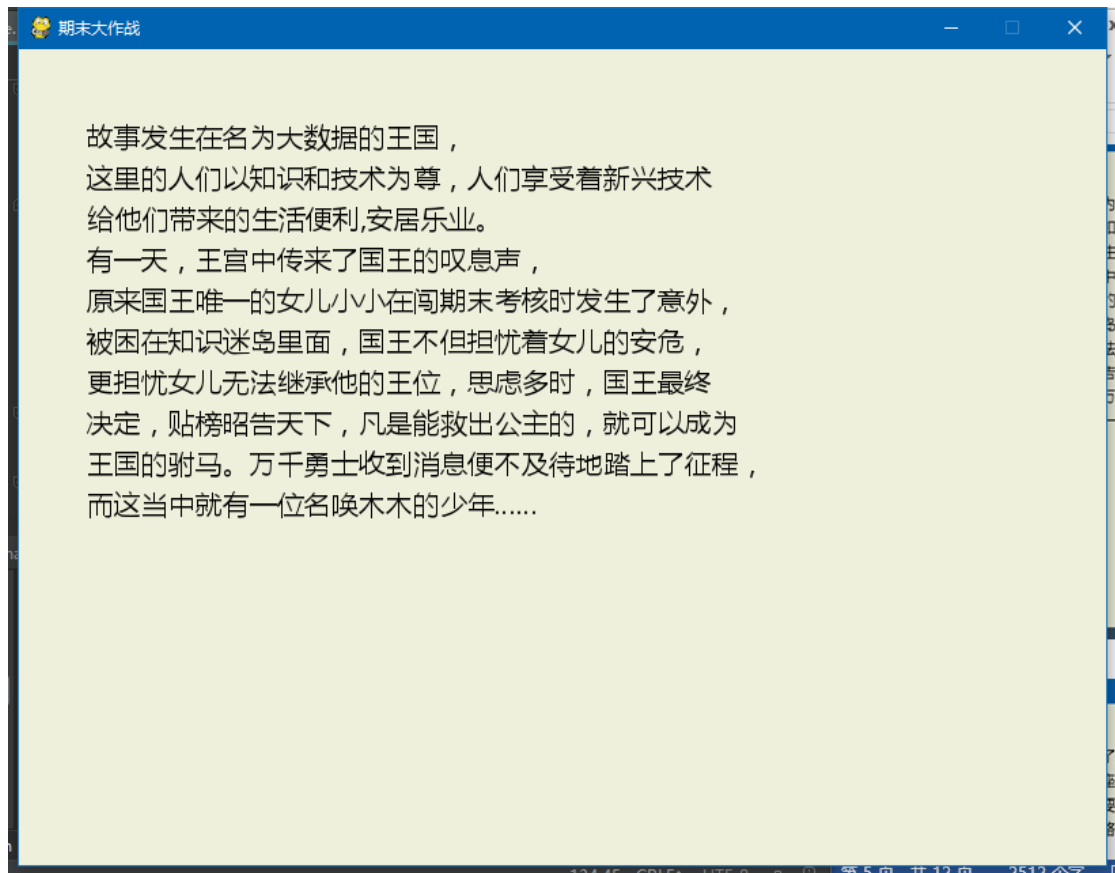 期末大作战
故事发生在名为大数据的王国，
这里的人们以知识和技术为尊，人们享受着新兴技术
给他们带来的生活便利,安居乐业。
有一天，王宫中传来了国王的叹息声，
原来国王唯一的女儿小小在闯期末考核时发生了意外，
被困在知识迷岛里面，国王不但担忧着女儿的安危，
更担忧女儿无法继承他的王位，思虑多时，国王最终
决定，贴榜昭告天下，凡是能救出公主的，就可以成为
王国的驸马。万千勇士收到消息便不及待地踏上了征程，
而这当中就有一位名唤木木的少年......